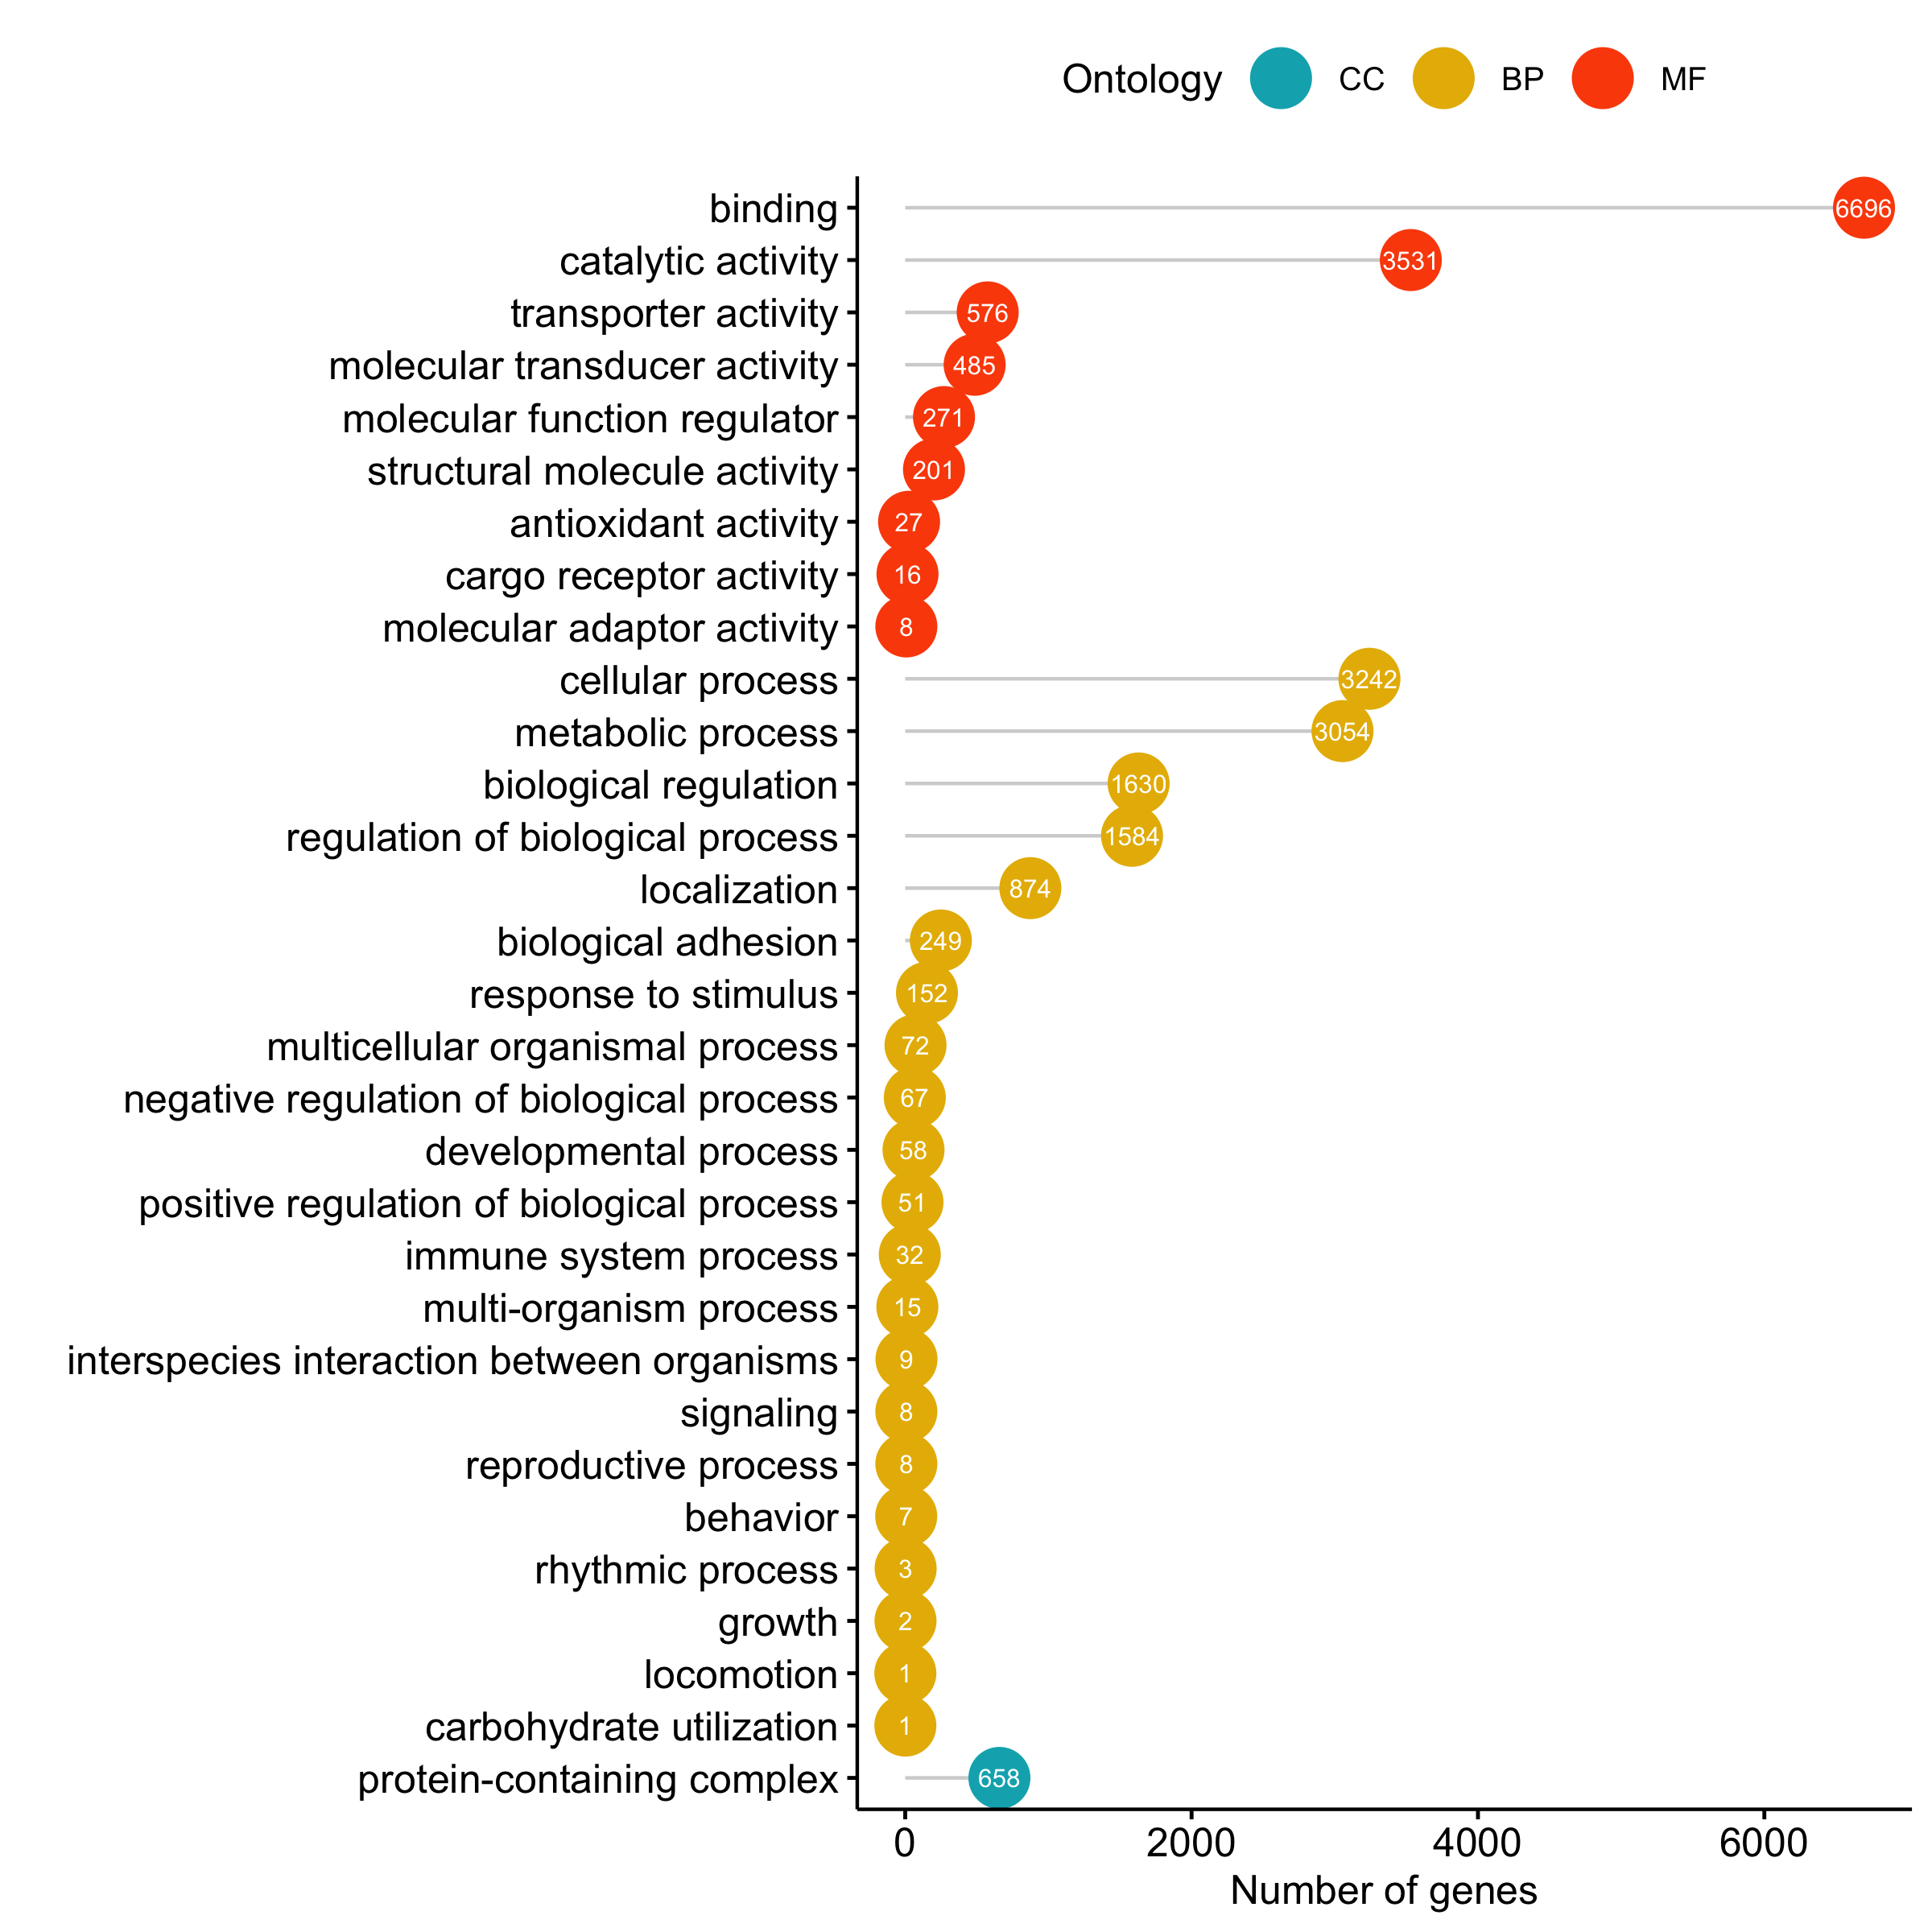 Ontology CC BP MF
binding 6696
catalytic activity 3531
transporter activity 576
molecular transducer activity 485
molecular function regulator 271
structural molecule activity 201
antioxidant activity 27
cargo receptor activity 16
molecular adaptor activity 8
cellular process 3242
metabolic process 3054
biological regulation 1630
regulation of biological process 1584
localization 874
biological adhesion 249
response to stimulus 152
multicellular organismal process 72
negative regulation of biological process 67
developmental process 58
positive regulation of biological process 51
immune system process 32
multi-organism process 15
interspecies interaction between organisms 9
signaling 8
reproductive process 8
behavior 7
rhythmic process 3
growth 2
locomotion 1
carbohydrate utilization 1
protein-containing complex 658
0 2000 4000 6000
Number of genes